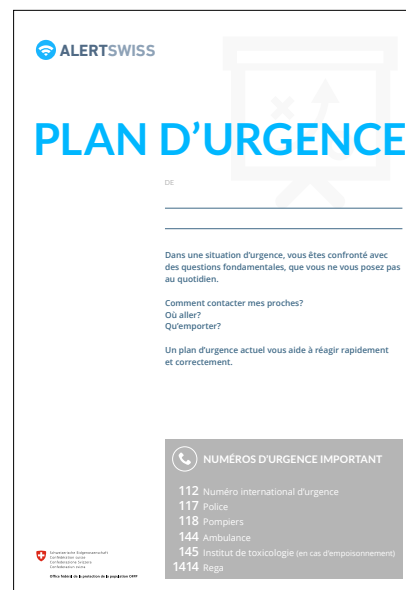 ALERTSWISS
PLAN D’URGENCE
DE
Dans une situation d’urgence, vous êtes confronté avec
des questions fondamentales, que vous ne vous posez pas
au quotidien.
Comment contacter mes proches?
Où aller?
Qu’emporter?
Un plan d’urgence actuel vous aide à réagir rapidement
et correctement.
NUMÉROS D’URGENCE IMPORTANT
112 Numéro international d’urgence
117 Police
118 Pompiers
144 Ambulance
145 Institut de toxicologie (en cas d’empoisonnement)
1414 Rega
Schweizerische Eidgenossenschaft
Confédération suisse
Confederazione Svizzera
Confederaziun svizra
Office fédéral de la protection de la population OFPP